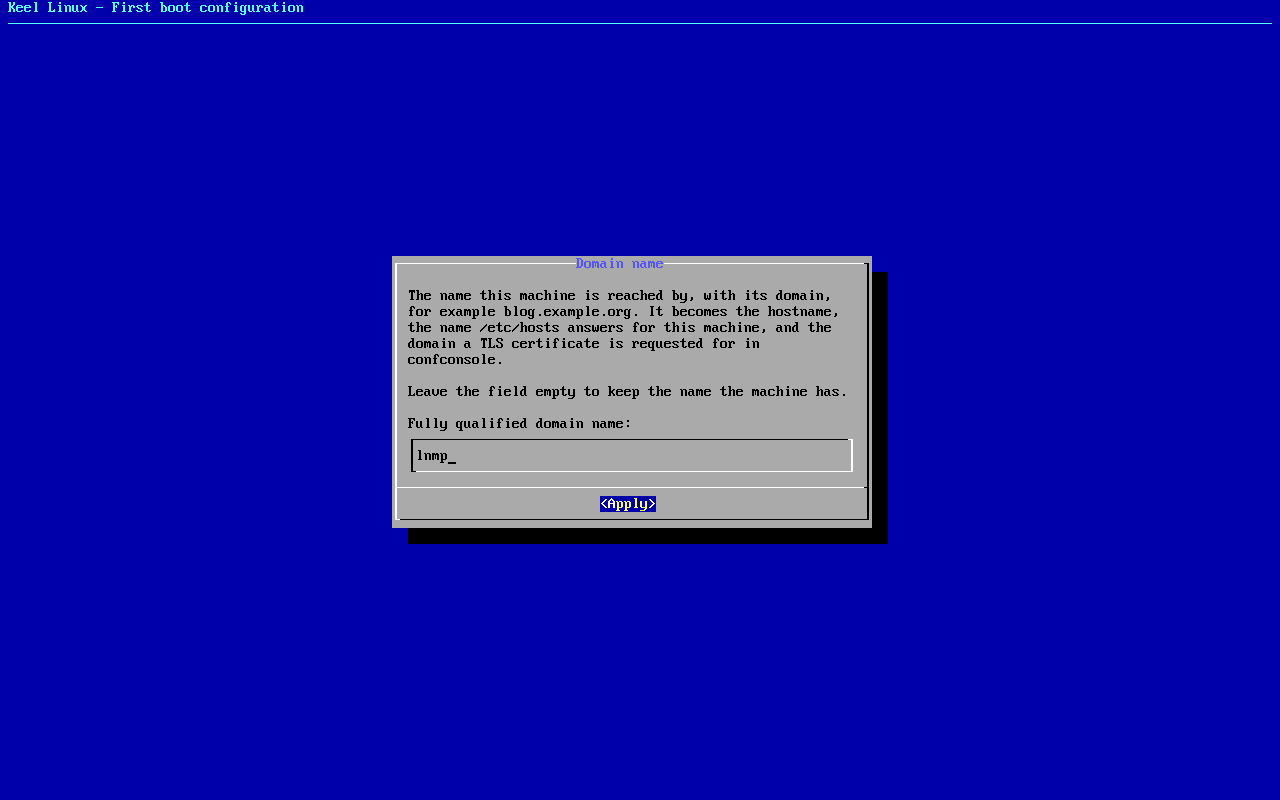 Keel Linux - First boot configuration
Domain name
The name this machine is reached by, with its domain,
for example blog.example.org. It becomes the hostname,
the name /etc/hosts answers for this machine, and the
domain a TLS certificate is requested for in
confconsole.
Leave the field empty to keep the name the machine has.
Fully qualified domain name:
lnmp_
<Apply>